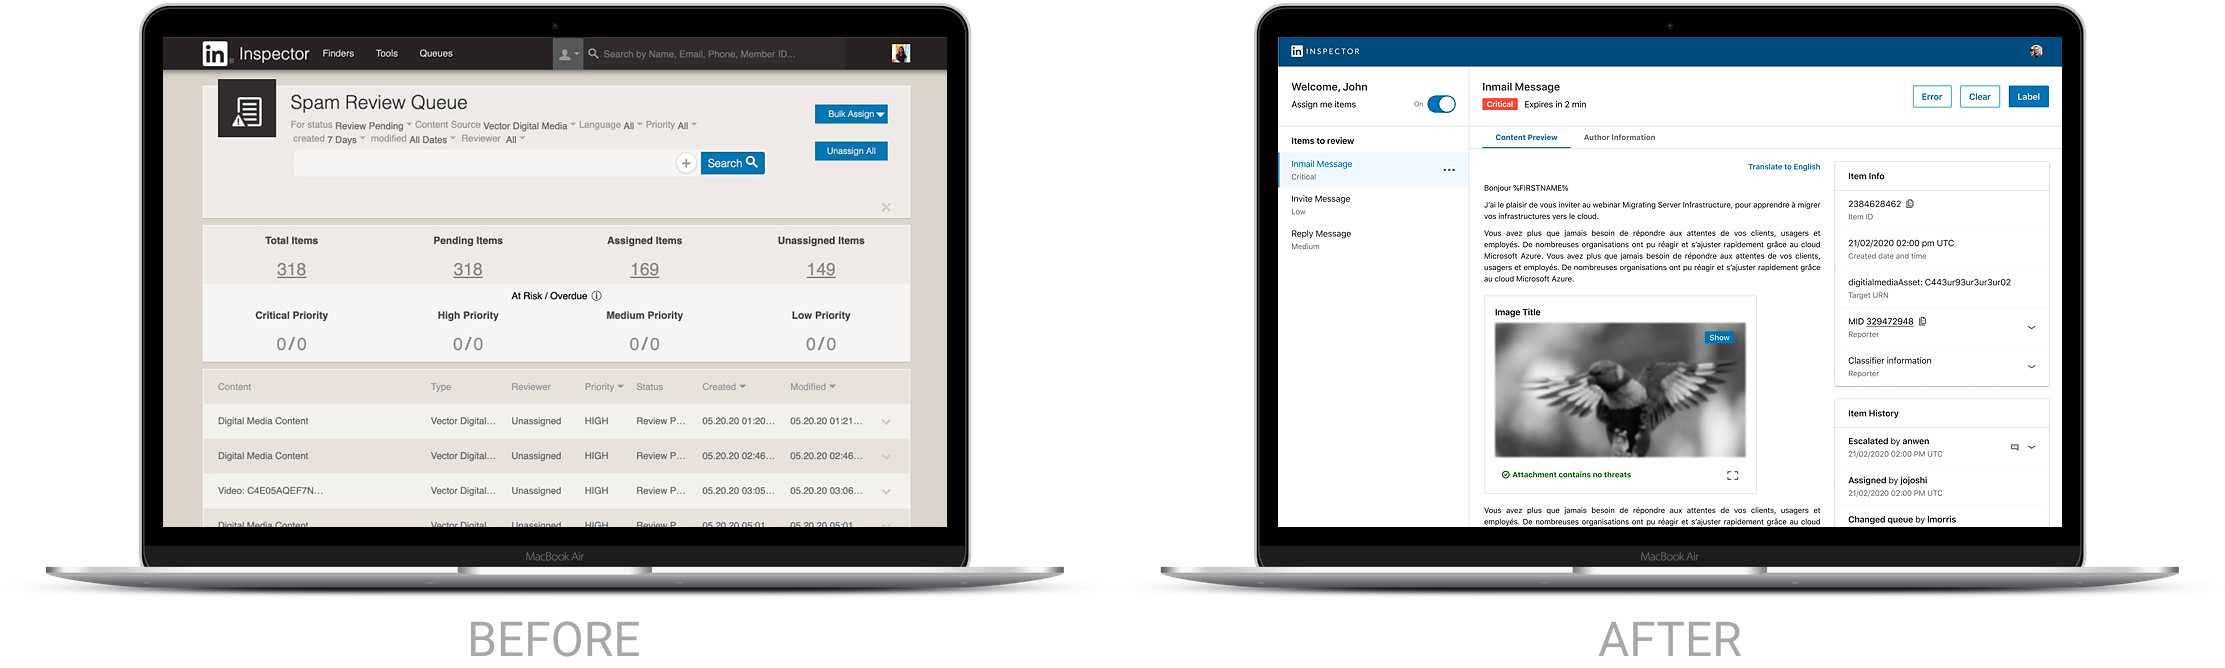 in Inspector Finders Tools Queues Search by Name, Email, Phone, Member ID...
Spam Review Queue
For status Review Pending Content Source Vector Digital Media Language All Priority All
created 7 Days modified All Dates Reviewer All
Bulk Assign
Unassign All
+ Search
Total Items Pending Items Assigned Items Unassigned Items
318 318 169 149
At Risk / Overdue
Critical Priority High Priority Medium Priority Low Priority
0/0 0/0 0/0 0/0
Content Type Reviewer Priority Status Created Modified
Digital Media Content Vector Digital... Unassigned HIGH Review P... 05.20.20 01:20... 05.20.20 01:21...
Digital Media Content Vector Digital... Unassigned HIGH Review P... 05.20.20 02:46... 05.20.20 02:46...
Video: C4E05AQEF7N... Vector Digital... Unassigned HIGH Review P... 05.20.20 03:05... 05.20.20 03:06...
Digital Media Content Vector Digital Unassigned HIGH Review P 05.20.20 05:01 05.20.20 05:01
MacBook Air
BEFORE
in INSPECTOR
Welcome, John
Assign me items On
Items to review
Inmail Message
Critical
Invite Message
Low
Reply Message
Medium
Inmail Message
Critical Expires in 2 min
Error Clear Label
Content Preview Author Information
Translate to English
Bonjour %FIRSTNAME%
J'ai le plaisir de vous inviter au webinar Migrating Server Infrastructure, pour apprendre à migrer
vos infrastructures vers le cloud.
Vous avez plus que jamais besoin de répondre aux attentes de vos clients, usagers et
employés. De nombreuses organisations ont pu réagir et s'ajuster rapidement grâce au cloud
Microsoft Azure. Vous avez plus que jamais besoin de répondre aux attentes de vos clients,
usagers et employés. De nombreuses organisations ont pu réagir et s'ajuster rapidement grâce
au cloud Microsoft Azure.
Image Title
Show
Attachment contains no threats
Vous avez plus que jamais besoin de répondre aux attentes de vos clients, usagers et
employés. De nombreuses organisations ont pu réagir et s'ajuster rapidement grâce au cloud
Item Info
2384628462
Item ID
21/02/2020 02:00 pm UTC
Created date and time
digitialmediaAsset: C443ur93ur3ur3ur02
Target URN
MID 329472948
Reporter
Classifier information
Reporter
Item History
Escalated by anwen
21/02/2020 02:00 PM UTC
Assigned by jojoshi
21/02/2020 02:00 PM UTC
Changed queue by lmorris
MacBook Air
AFTER